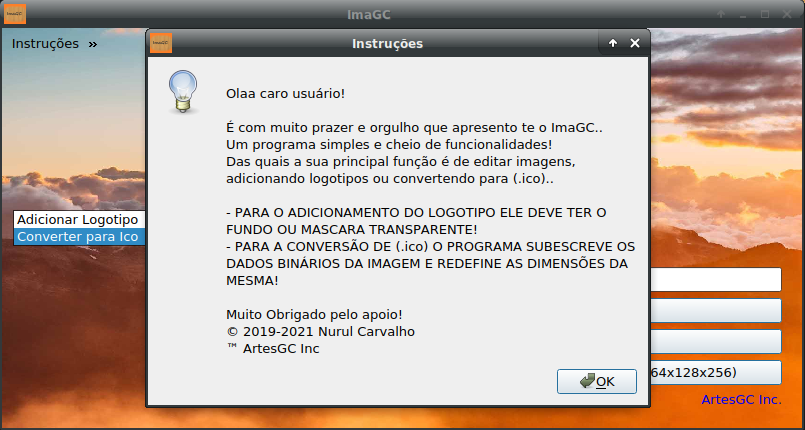 ImaGC
Instruções »
Instruções
Olaa caro usuário!
É com muito prazer e orgulho que apresento te o ImaGC..
Um programa simples e cheio de funcionalidades!
Das quais a sua principal função é de editar imagens,
adicionando logotipos ou convertendo para (.ico)..
- PARA O ADICIONAMENTO DO LOGOTIPO ELE DEVE TER O
FUNDO OU MASCARA TRANSPARENTE!
- PARA A CONVERSÃO DE (.ico) O PROGRAMA SUBESCREVE OS
DADOS BINÁRIOS DA IMAGEM E REDEFINE AS DIMENSÕES DA
MESMA!
Muito Obrigado pelo apoio!
© 2019-2021 Nurul Carvalho
™ ArtesGC Inc
OK
Adicionar Logotipo
Converter para Ico
64x128x256)
ArtesGC Inc.